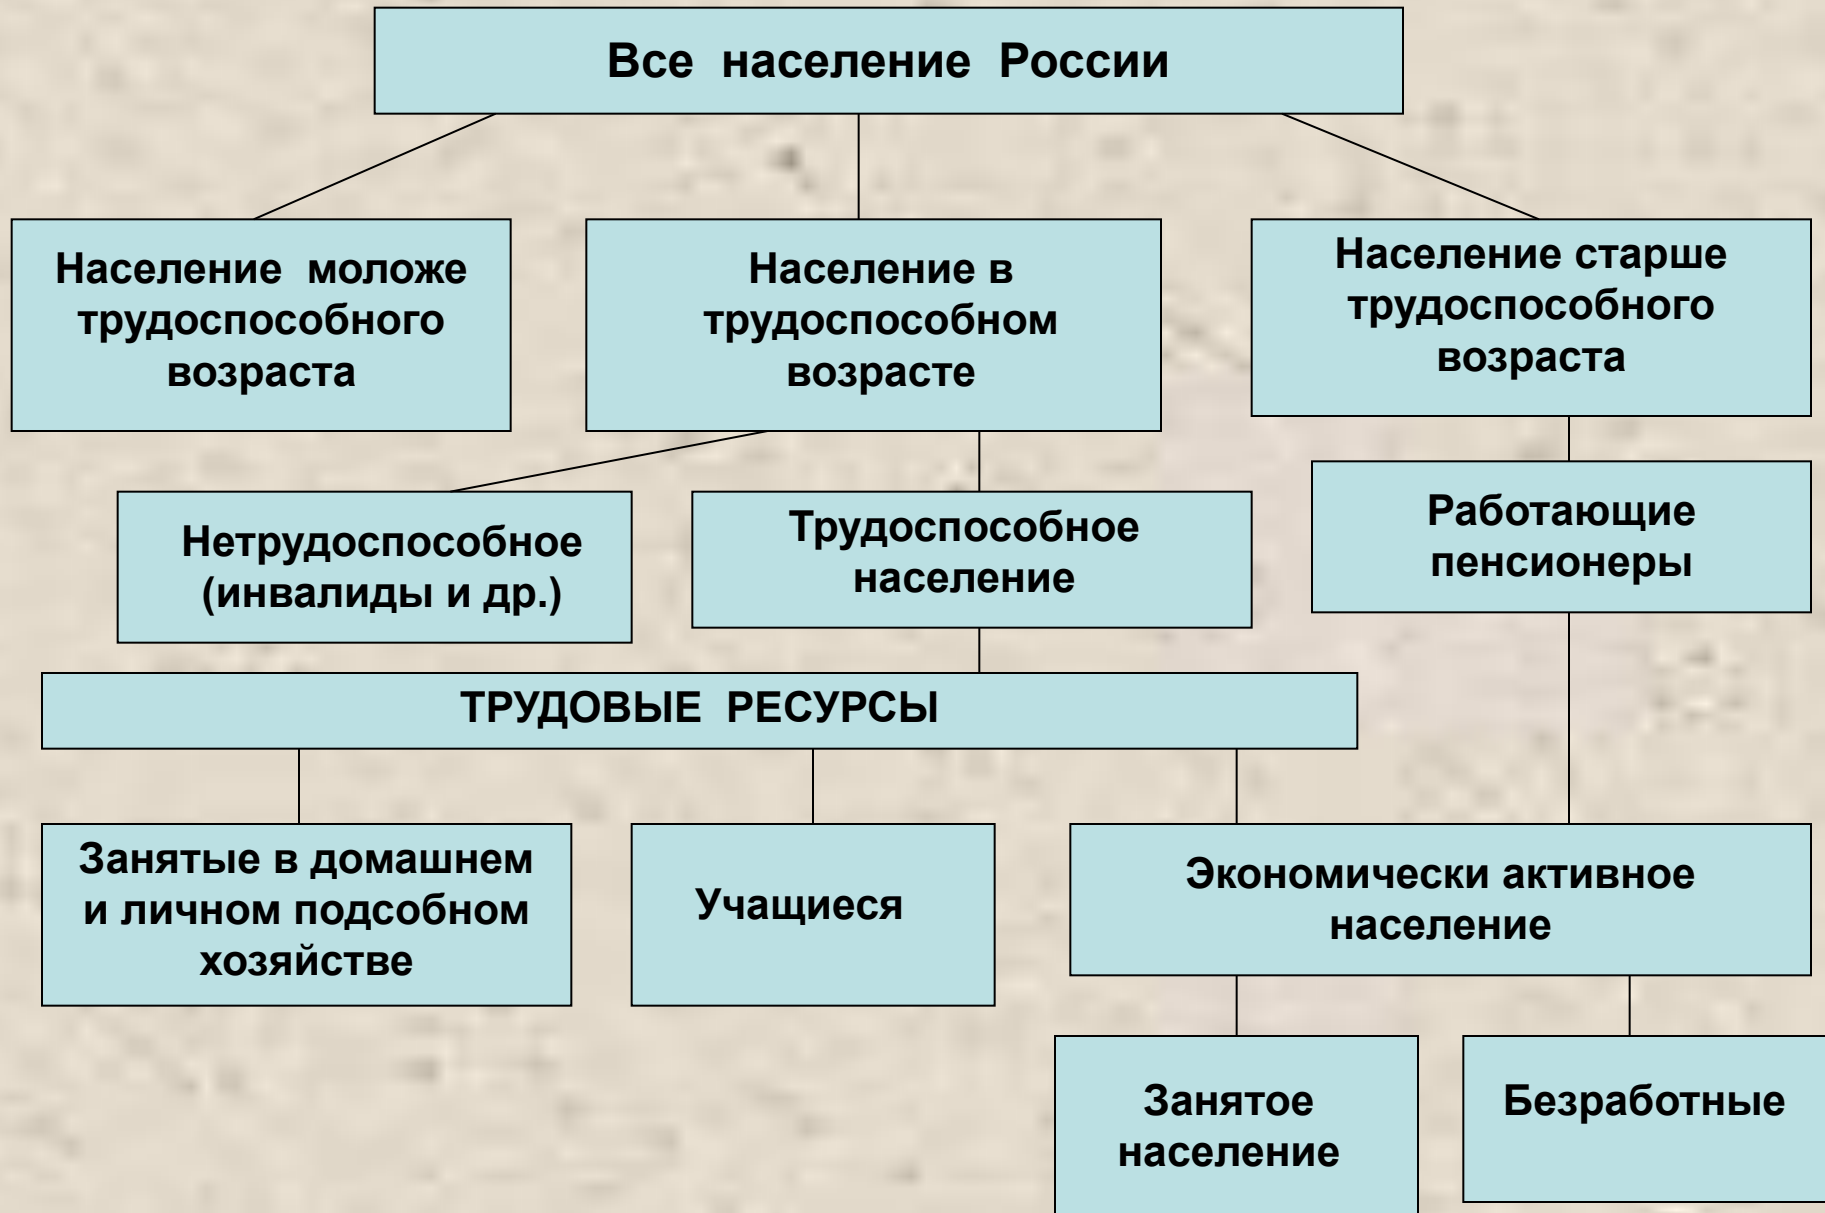 Все население России
Население моложе
трудоспособного
возраста
Население в
трудоспособном
возрасте
Население старше
трудоспособного
возраста
Нетрудоспособное
(инвалиды и др.)
Трудоспособное
население
Работающие
пенсионеры
ТРУДОВЫЕ РЕСУРСЫ
Занятые в домашнем
и личном подсобном
хозяйстве
Учащиеся
Экономически активное
население
Занятое
население
Безработные